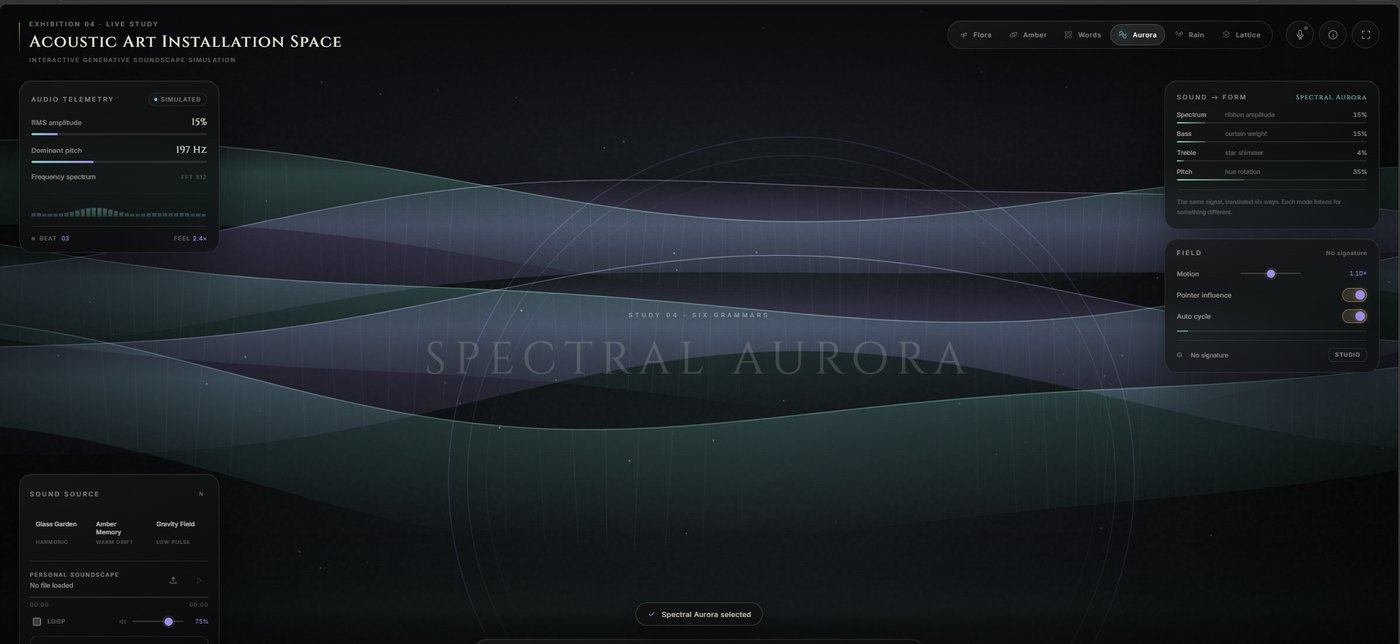 EXHIBITION 04 · LIVE STUDY
ACOUSTIC ART INSTALLATION SPACE
INTERACTIVE GENERATIVE SOUNDSCAPE SIMULATION
Flora
Amber
Words
Aurora
Rain
Lattice
AUDIO TELEMETRY
SIMULATED
RMS amplitude 15%
Dominant pitch 197 HZ
Frequency spectrum FFT 512
BEAT 03 FEEL 2.4×
SOUND → FORM SPECTRAL AURORA
Spectrum ribbon amplitude 15%
Bass curtain weight 15%
Treble star shimmer 4%
Pitch hue rotation 35%
The same signal, translated six ways. Each mode listens for
something different.
FIELD No signature
Motion 1.10×
Pointer influence
Auto cycle
No signature STUDIO
STUDY 04 · SIX GRAMMARS
SPECTRAL AURORA
SOUND SOURCE N
Glass Garden
HARMONIC
Amber
Memory
WARM DRIFT
Gravity Field
LOW PULSE
PERSONAL SOUNDSCAPE
No file loaded
00:00 00:00
LOOP 75%
Spectral Aurora selected